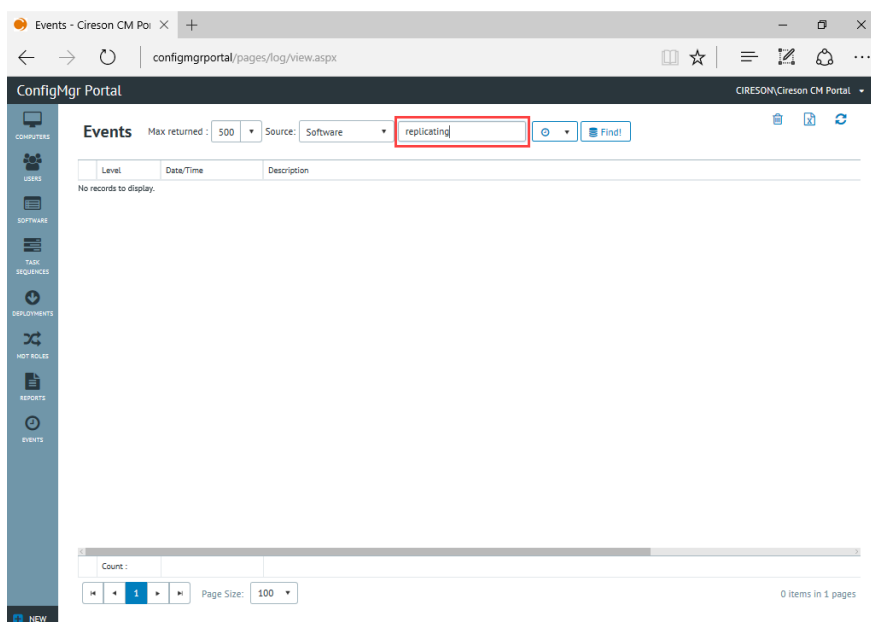 Events - Cireson CM Poi
configmgrportal/pages/log/view.aspx
ConfigMgr Portal
CIRESON\Cireson CM Portal
COMPUTERS
USERS
SOFTWARE
TASK
SEQUENCES
DEPLOYMENTS
MDT ROLES
REPORTS
EVENTS
NEW
Events Max returned : 500 Source: Software replicating Find!
Level Date/Time Description
No records to display.
Count :
1 Page Size: 100 0 items in 1 pages